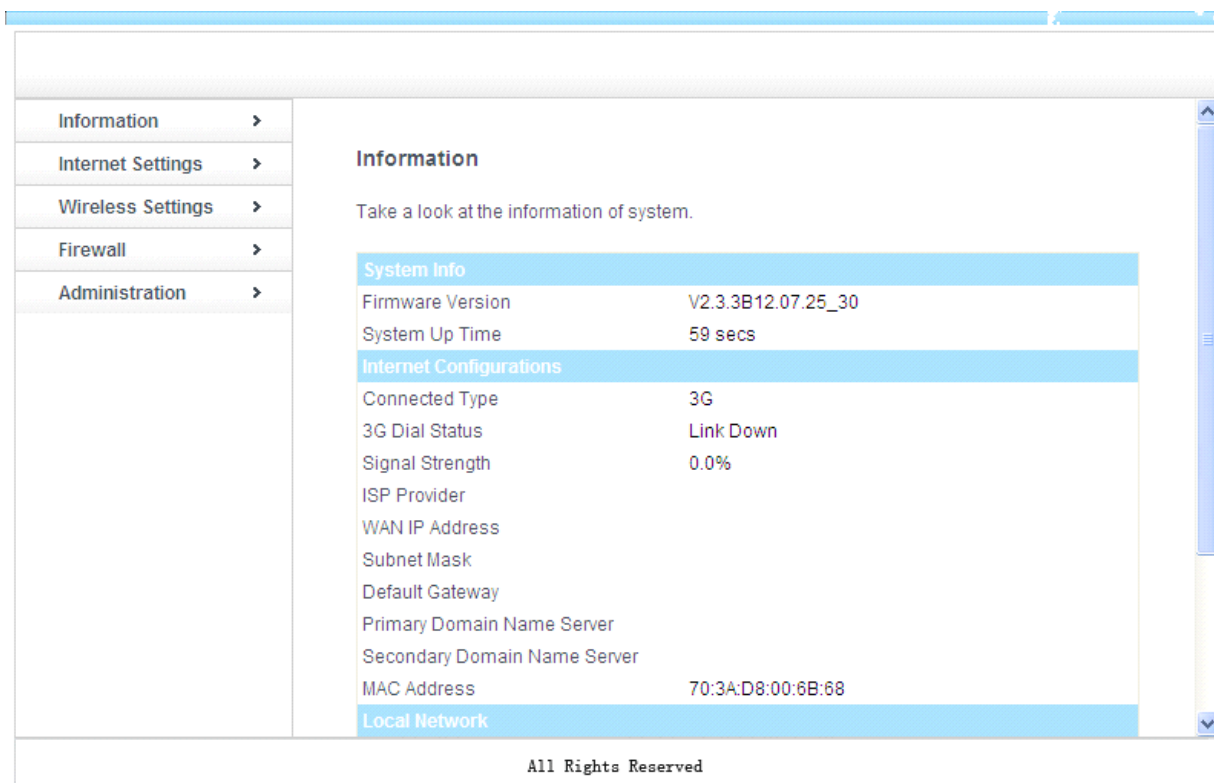 Information
Internet Settings
Wireless Settings
Firewall
Administration
Information
Take a look at the information of system.
System Info
Firmware Version V2.3.3B12.07.25_30
System Up Time 59 secs
Internet Configurations
Connected Type 3G
3G Dial Status Link Down
Signal Strength 0.0%
ISP Provider
WAN IP Address
Subnet Mask
Default Gateway
Primary Domain Name Server
Secondary Domain Name Server
MAC Address 70:3A:D8:00:6B:68
Local Network
All Rights Reserved